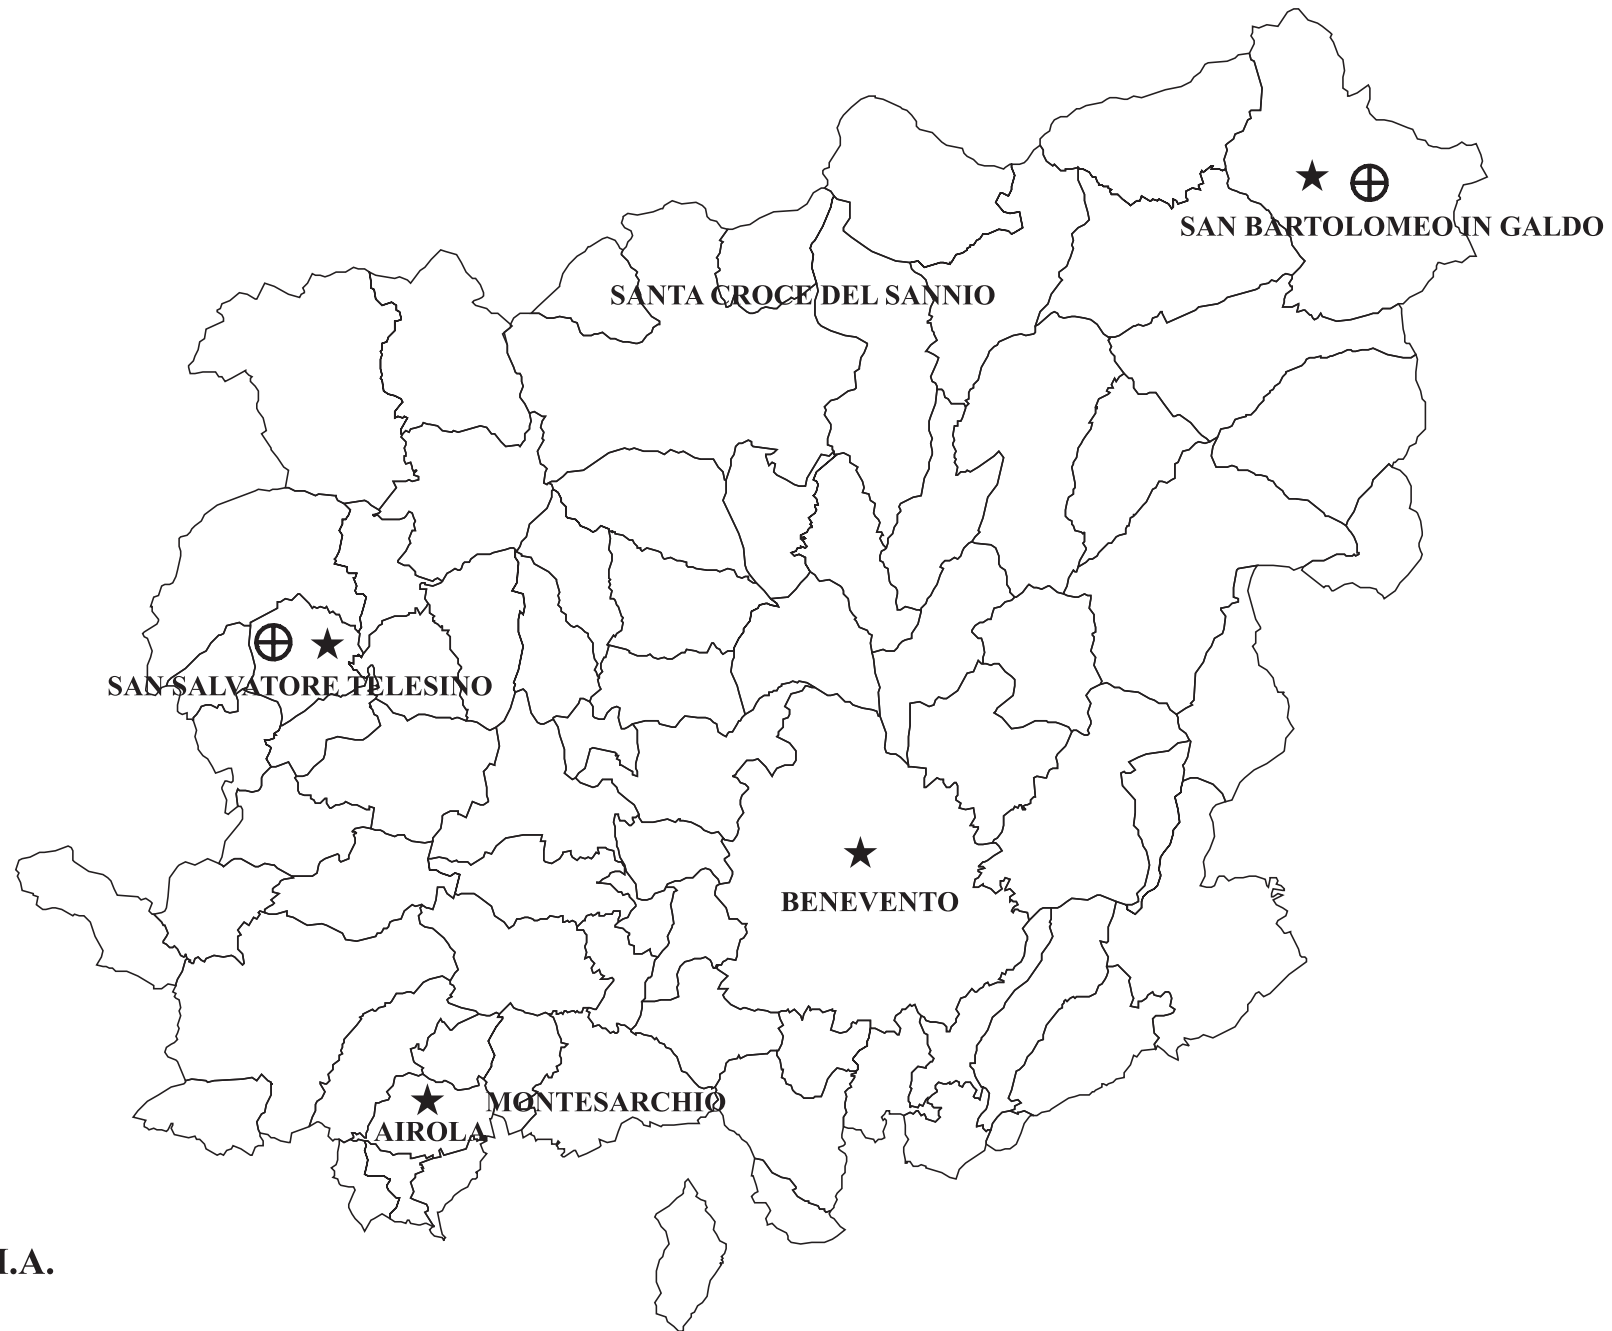 SAN BARTOLOMEO IN GALDO
SANTA CROCE DEL SANNIO
SAN SALVATORE TELESINO
BENEVENTO
MONTESARCHIO
AIROLA
I.A.